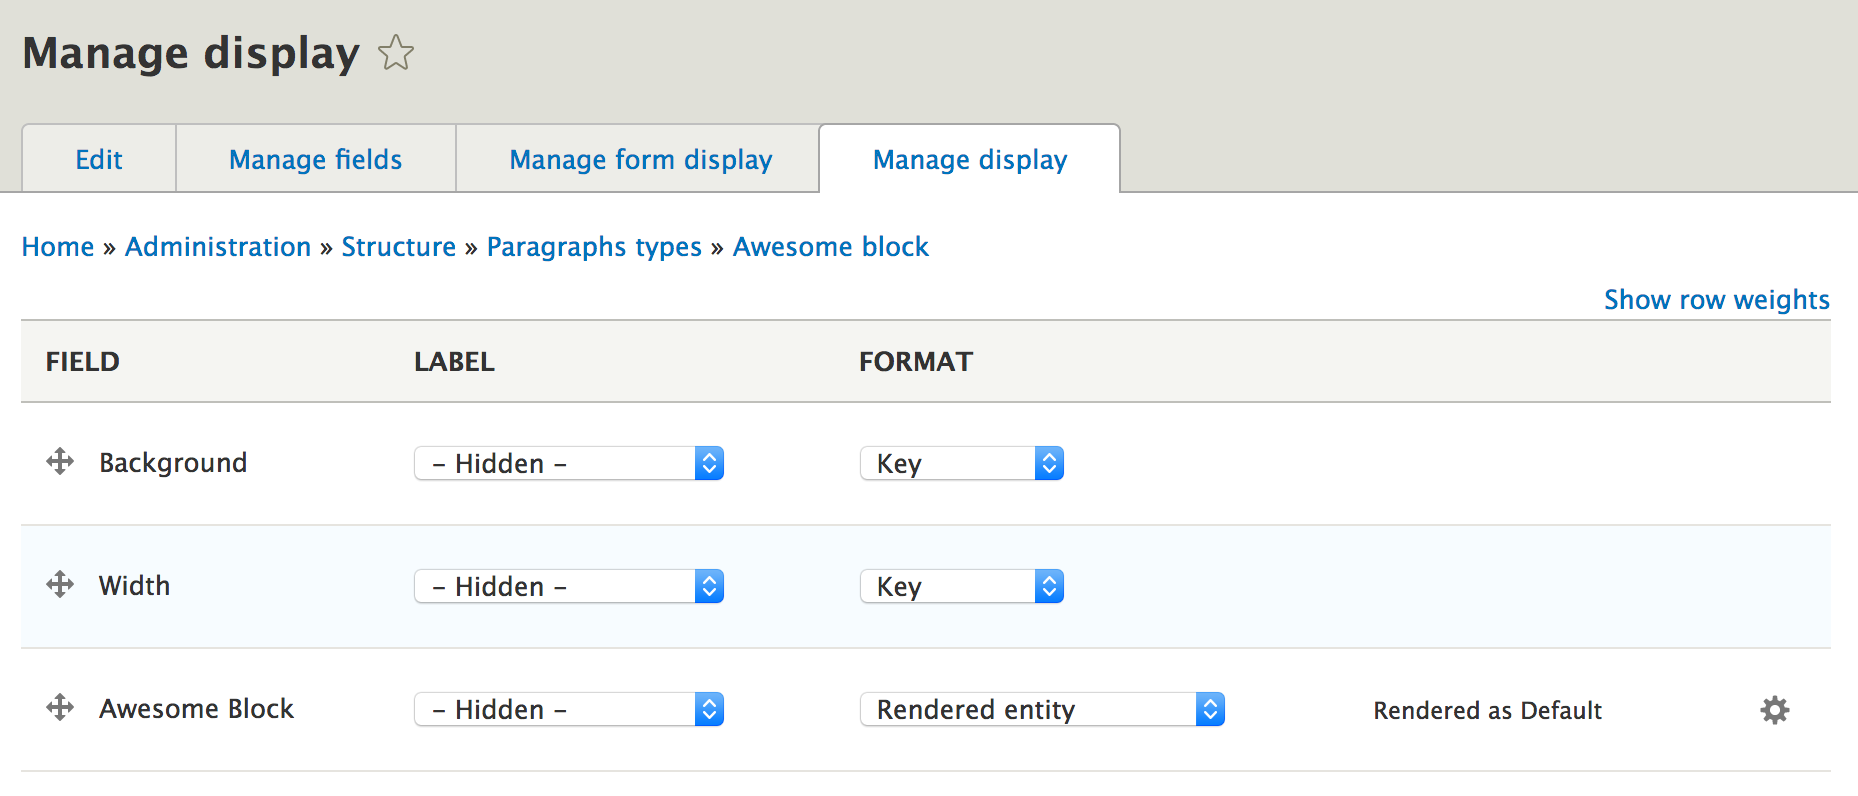 Manage display
Edit Manage fields Manage form display Manage display
Home » Administration » Structure » Paragraphs types » Awesome block
Show row weights
FIELD LABEL FORMAT
Background – Hidden – Key
Width – Hidden – Key
Awesome Block – Hidden – Rendered entity Rendered as Default